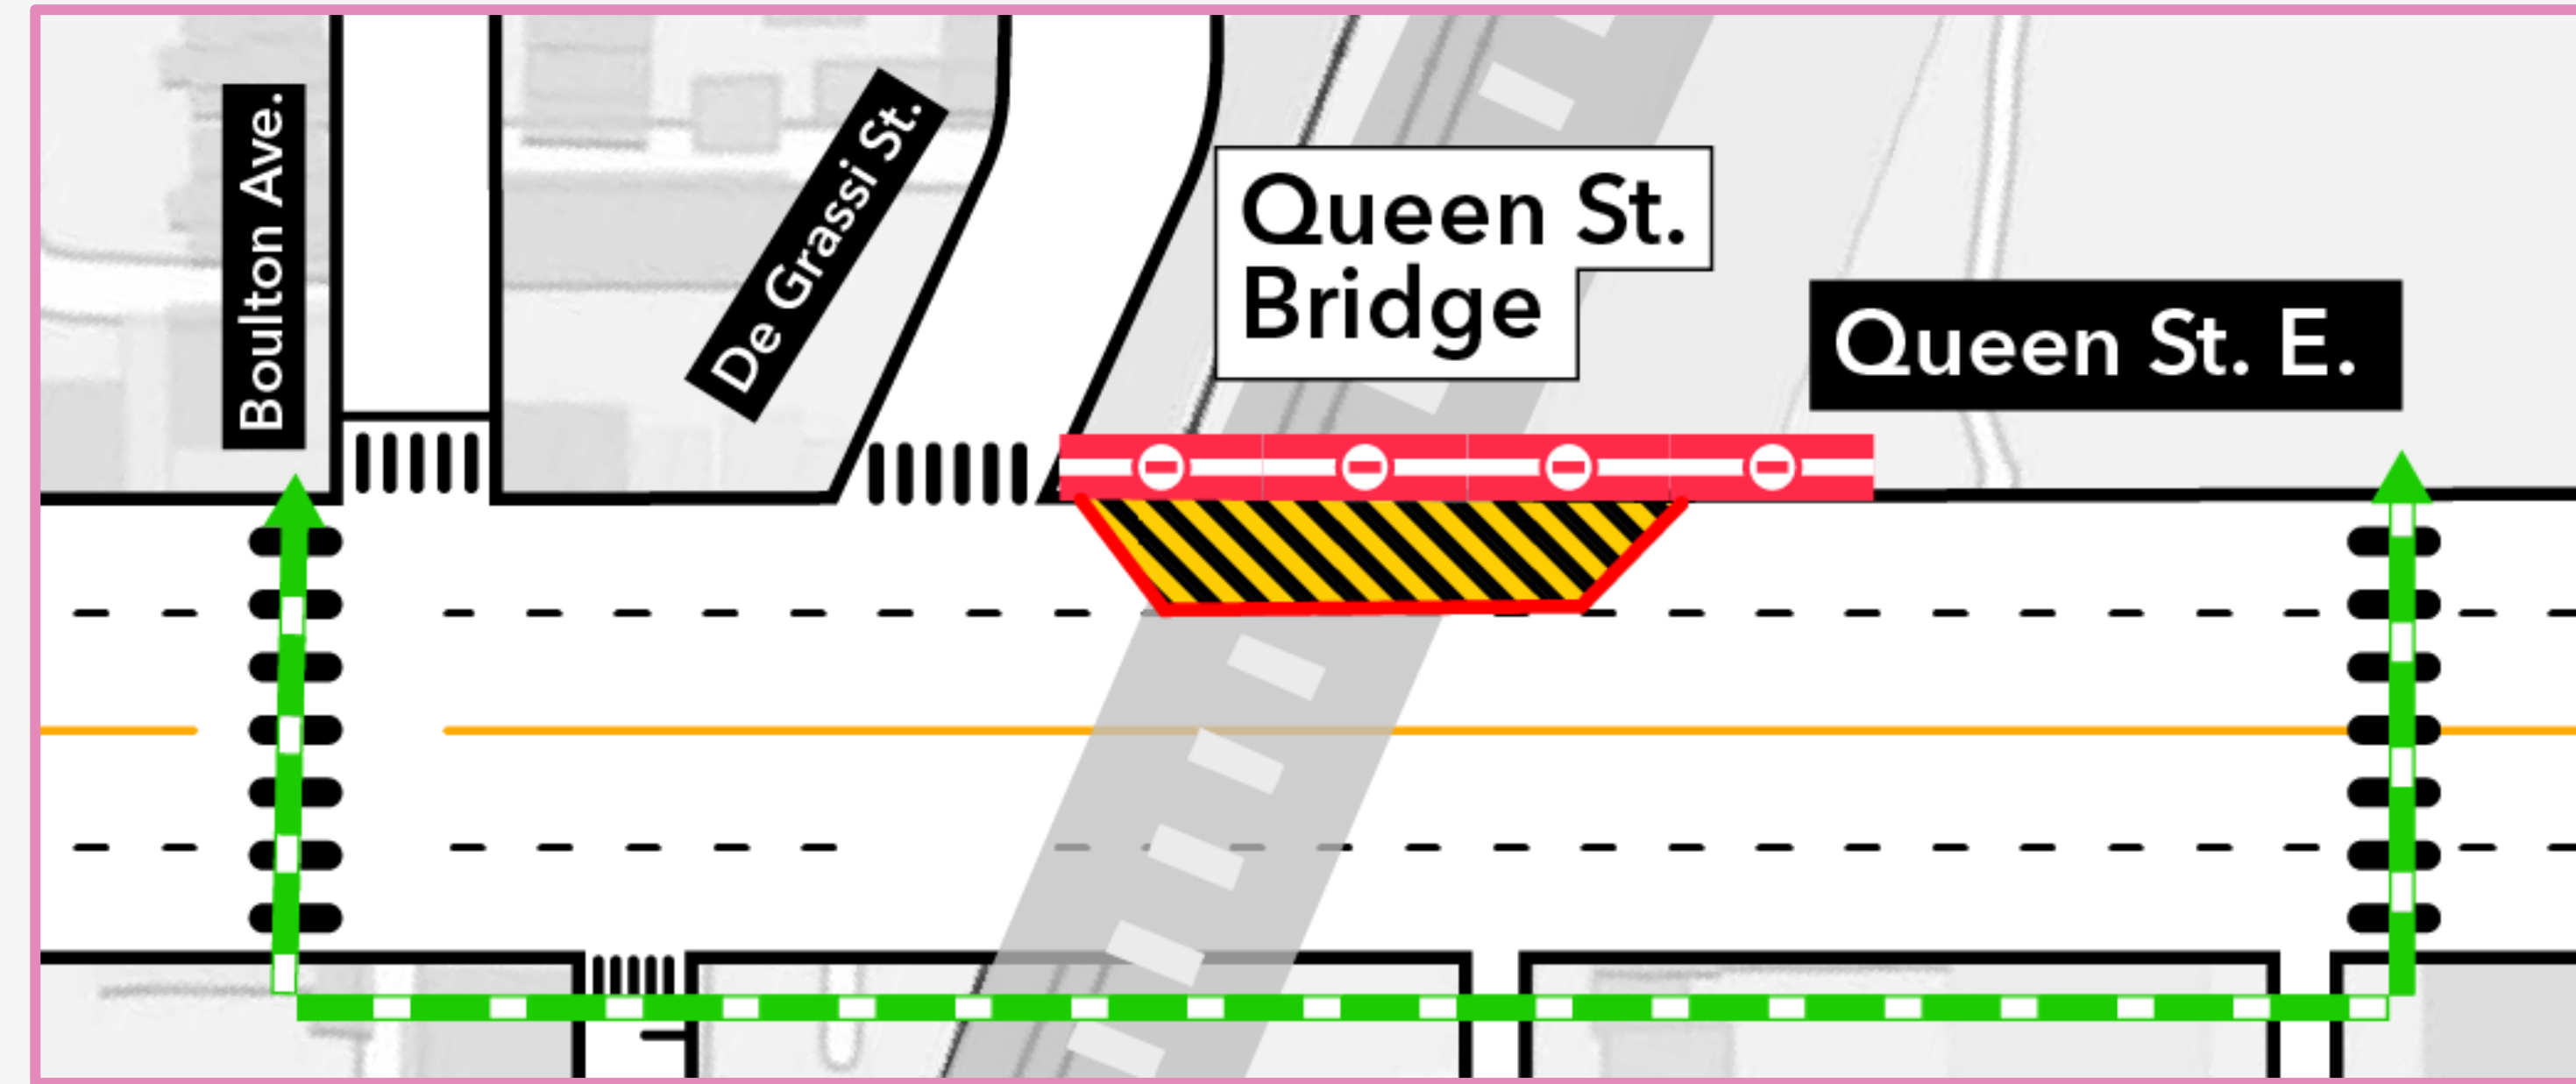 Boulton Ave.
De Grassi St.
Queen St.
Bridge
Queen St. E.